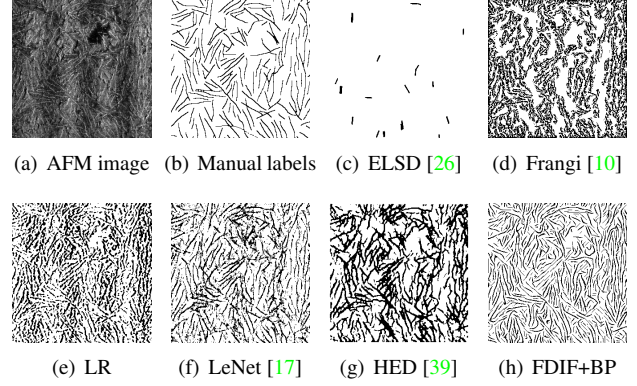 (a) AFM image (b) Manual labels (c) ELSD [26] (d) Frangi [10]
(e) LR (f) LeNet [17] (g) HED [39] (h) FDIF+BP